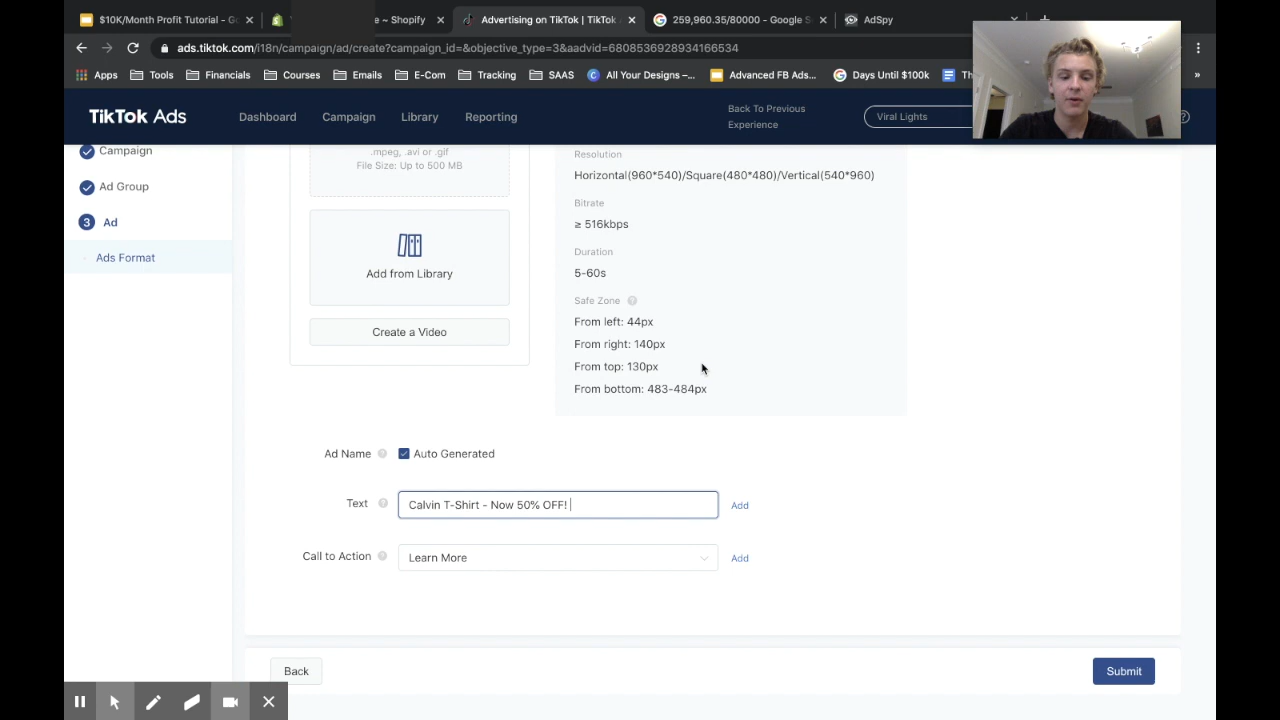 $10K/Month Profit Tutorial - Go
e ~ Shopify
Advertising on TikTok | TikTok A
259,960.35/80000 - Google S
AdSpy
ads.tiktok.com/i18n/campaign/ad/create?campaign_id=&objective_type=3&aadvid=6808536928934166534
Apps
Tools
Financials
Courses
Emails
E-Com
Tracking
SAAS
All Your Designs –...
Advanced FB Ads...
Days Until $100k
Th
»
TikTok Ads
Dashboard
Campaign
Library
Reporting
Back To Previous
Experience
Viral Lights
Campaign
Ad Group
3 Ad
Ads Format
.mpeg, .avi or .gif
File Size: Up to 500 MB
Add from Library
Create a Video
Resolution
Horizontal(960*540)/Square(480*480)/Vertical(540*960)
Bitrate
≥ 516kbps
Duration
5-60s
Safe Zone ?
From left: 44px
From right: 140px
From top: 130px
From bottom: 483-484px
Ad Name ? Auto Generated
Text ? Calvin T-Shirt - Now 50% OFF! Add
Call to Action ? Learn More Add
Back
Submit